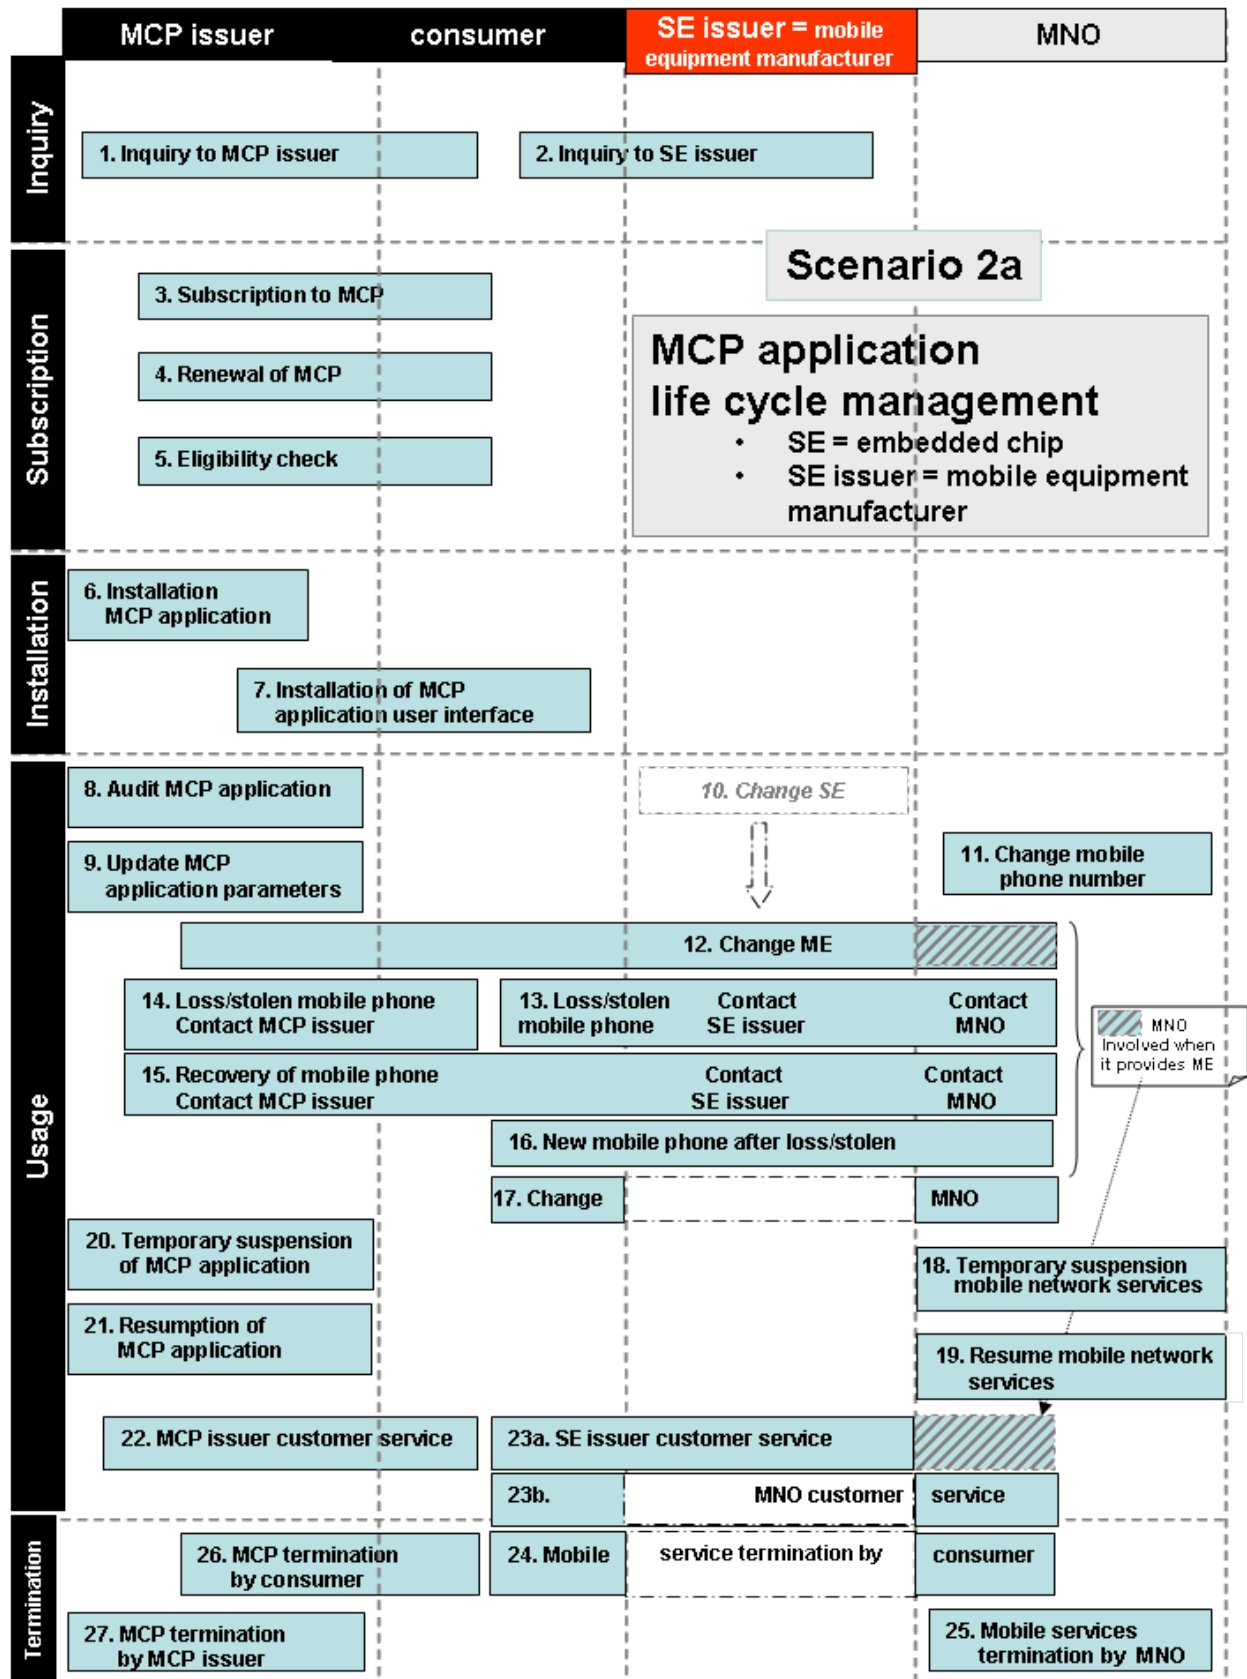 MCP issuer
consumer
SE issuer = mobile
equipment manufacturer
MNO
Inquiry
1. Inquiry to MCP issuer
2. Inquiry to SE issuer
Subscription
Scenario 2a
3. Subscription to MCP
4. Renewal of MCP
5. Eligibility check
MCP application
life cycle management
• SE = embedded chip
• SE issuer = mobile equipment
manufacturer
Installation
6. Installation
MCP application
7. Installation of MCP
application user interface
Usage
8. Audit MCP application
10. Change SE
9. Update MCP
application parameters
11. Change mobile
phone number
12. Change ME
14. Loss/stolen mobile phone
Contact MCP issuer
13. Loss/stolen
mobile phone
Contact
SE issuer
Contact
MNO
MNO
Involved when
it provides ME
15. Recovery of mobile phone
Contact MCP issuer
Contact
SE issuer
Contact
MNO
16. New mobile phone after loss/stolen
17. Change
MNO
20. Temporary suspension
of MCP application
18. Temporary suspension
mobile network services
21. Resumption of
MCP application
19. Resume mobile network
services
22. MCP issuer customer service
23a. SE issuer customer service
23b.
MNO customer
service
Termination
26. MCP termination
by consumer
24. Mobile
service termination by
consumer
27. MCP termination
by MCP issuer
25. Mobile services
termination by MNO